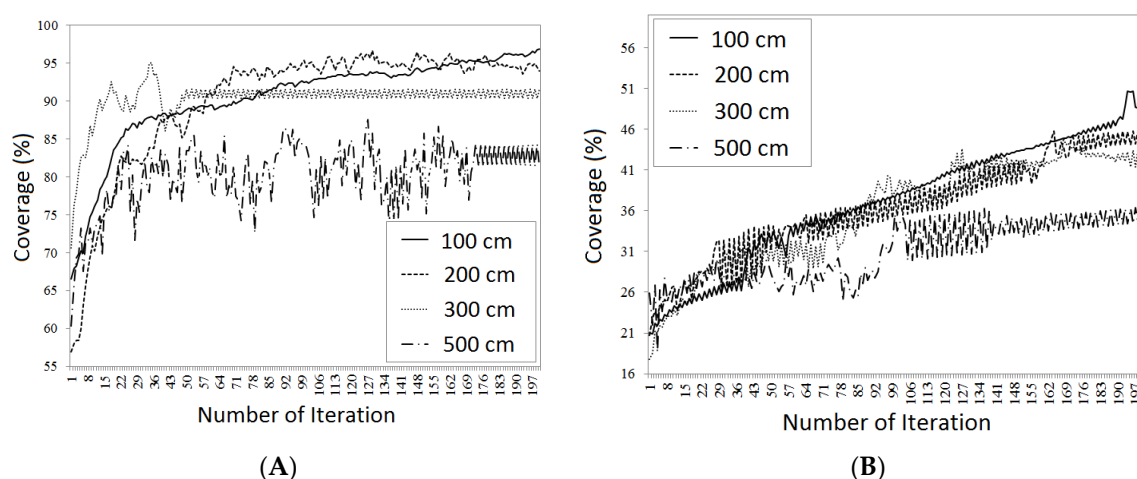 100
95
90
85
80
75
70
65
60
55
Coverage (%)
100 cm
200 cm
300 cm
500 cm
1 8 15 22 29 36 43 50 57 64 71 78 85 92 99 106 113 120 127 134 141 148 155 162 169 176 183 190 197
Number of Iteration
(A)
56
51
46
41
36
31
26
21
16
Coverage (%)
100 cm
200 cm
300 cm
500 cm
1 8 15 22 29 36 43 50 57 64 71 78 85 92 99 106 113 120 127 134 141 148 155 162 169 176 183 190 197
Number of Iteration
(B)